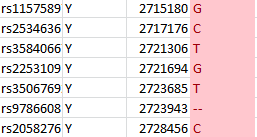 rs1157589 Y 2715180 G
rs2534636 Y 2717176 C
rs3584066 Y 2721306 T
rs2253109 Y 2721694 G
rs3506769 Y 2723685 T
rs9786608 Y 2723943 --
rs2058276 Y 2728456 C